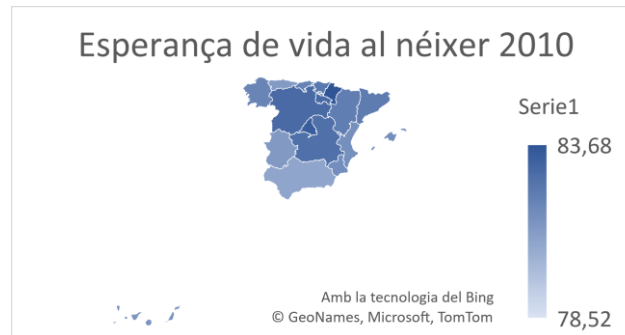 Esperança de vida al néixer 2010
Serie1
83,68
78,52
Amb la tecnologia del Bing
© GeoNames, Microsoft, TomTom